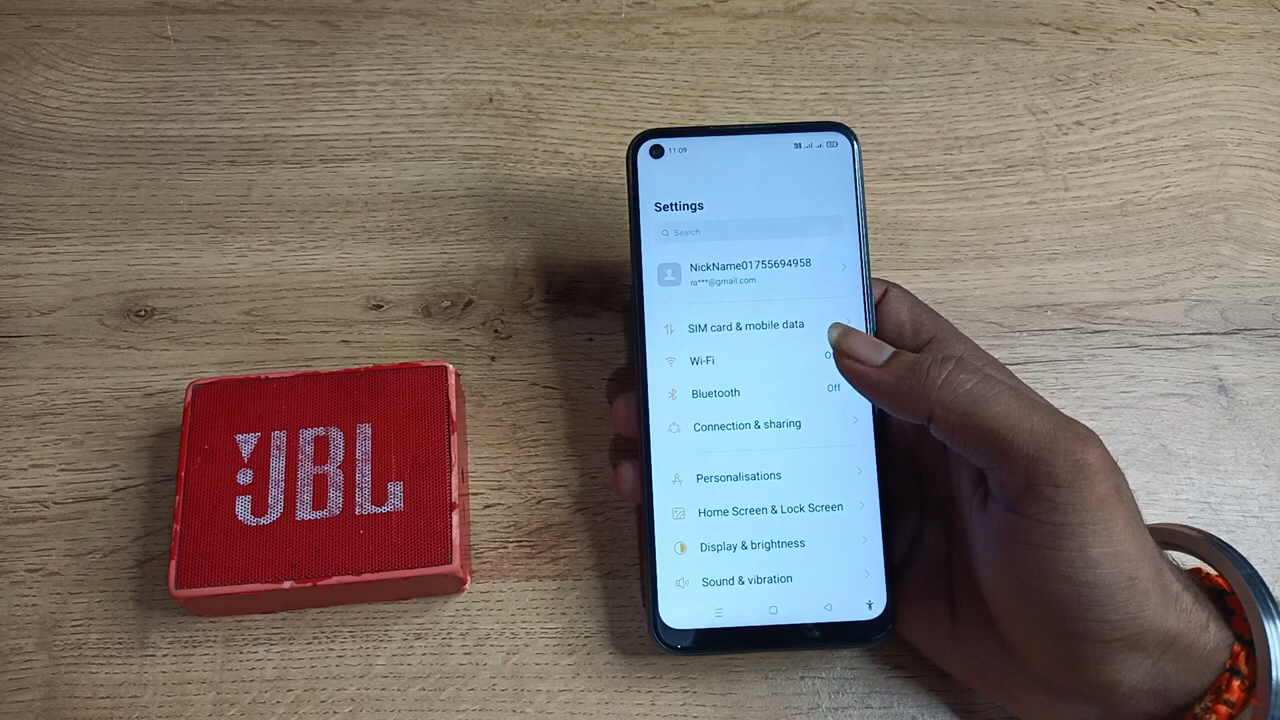 JBL
11:09
Settings
Search
NickName01755694958
ra***@gmail.com
SIM card & mobile data
Wi-Fi
Bluetooth Off
Connection & sharing
Personalisations
Home Screen & Lock Screen
Display & brightness
Sound & vibration